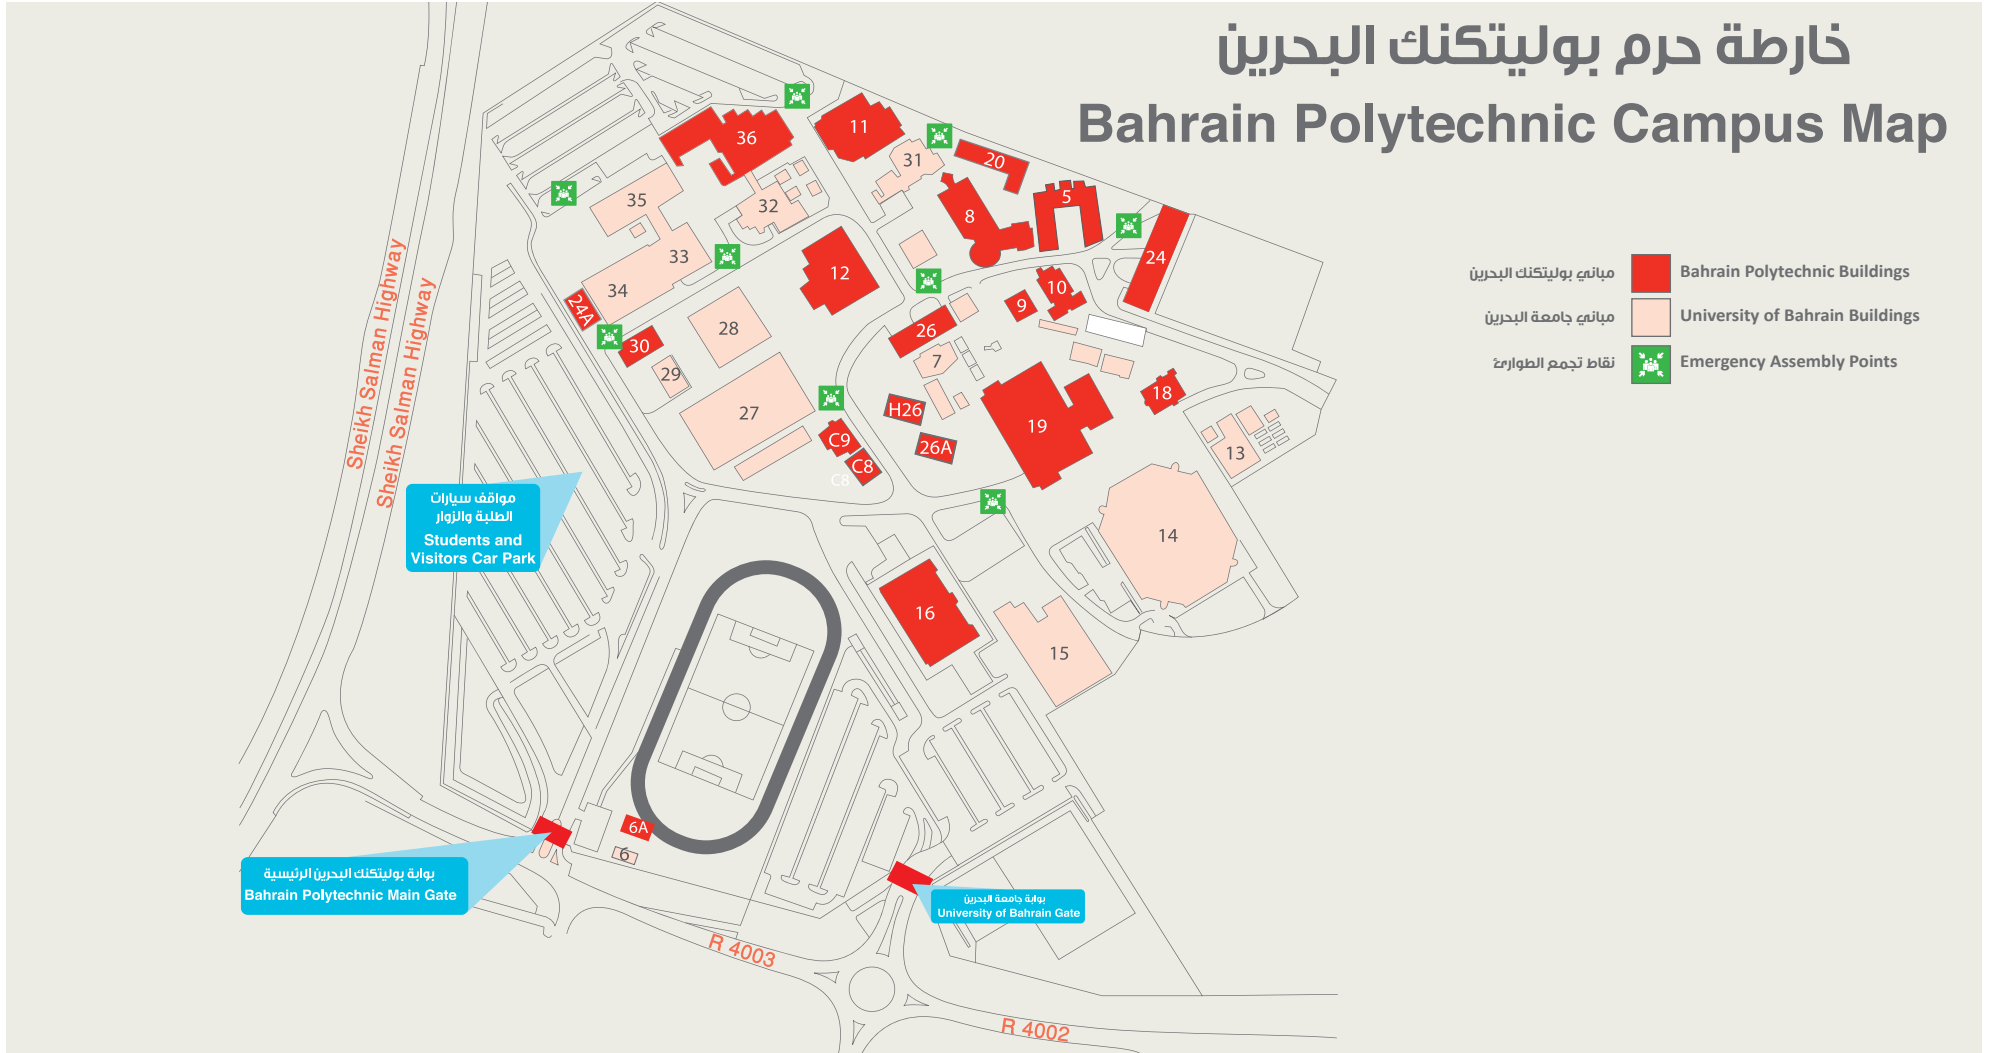 خارطة حرم بوليتكنك البحرين
Bahrain Polytechnic Campus Map
مباني بوليتكنك البحرين
Bahrain Polytechnic Buildings
مباني جامعة البحرين
University of Bahrain Buildings
نقاط تجمع الطوارئ
Emergency Assembly Points
36
11
31
20
5
35
32
8
33
12
24
34
24A
10
9
28
26
30
7
29
27
H26
18
19
C9
26A
C8
C8
13
14
16
15
6A
6
Sheikh Salman Highway
Sheikh Salman Highway
مواقف سيارات
الطلبة والزوار
Students and
Visitors Car Park
بوابة بوليتكنك البحرين الرئيسية
Bahrain Polytechnic Main Gate
بوابة جامعة البحرين
University of Bahrain Gate
R 4003
R 4002